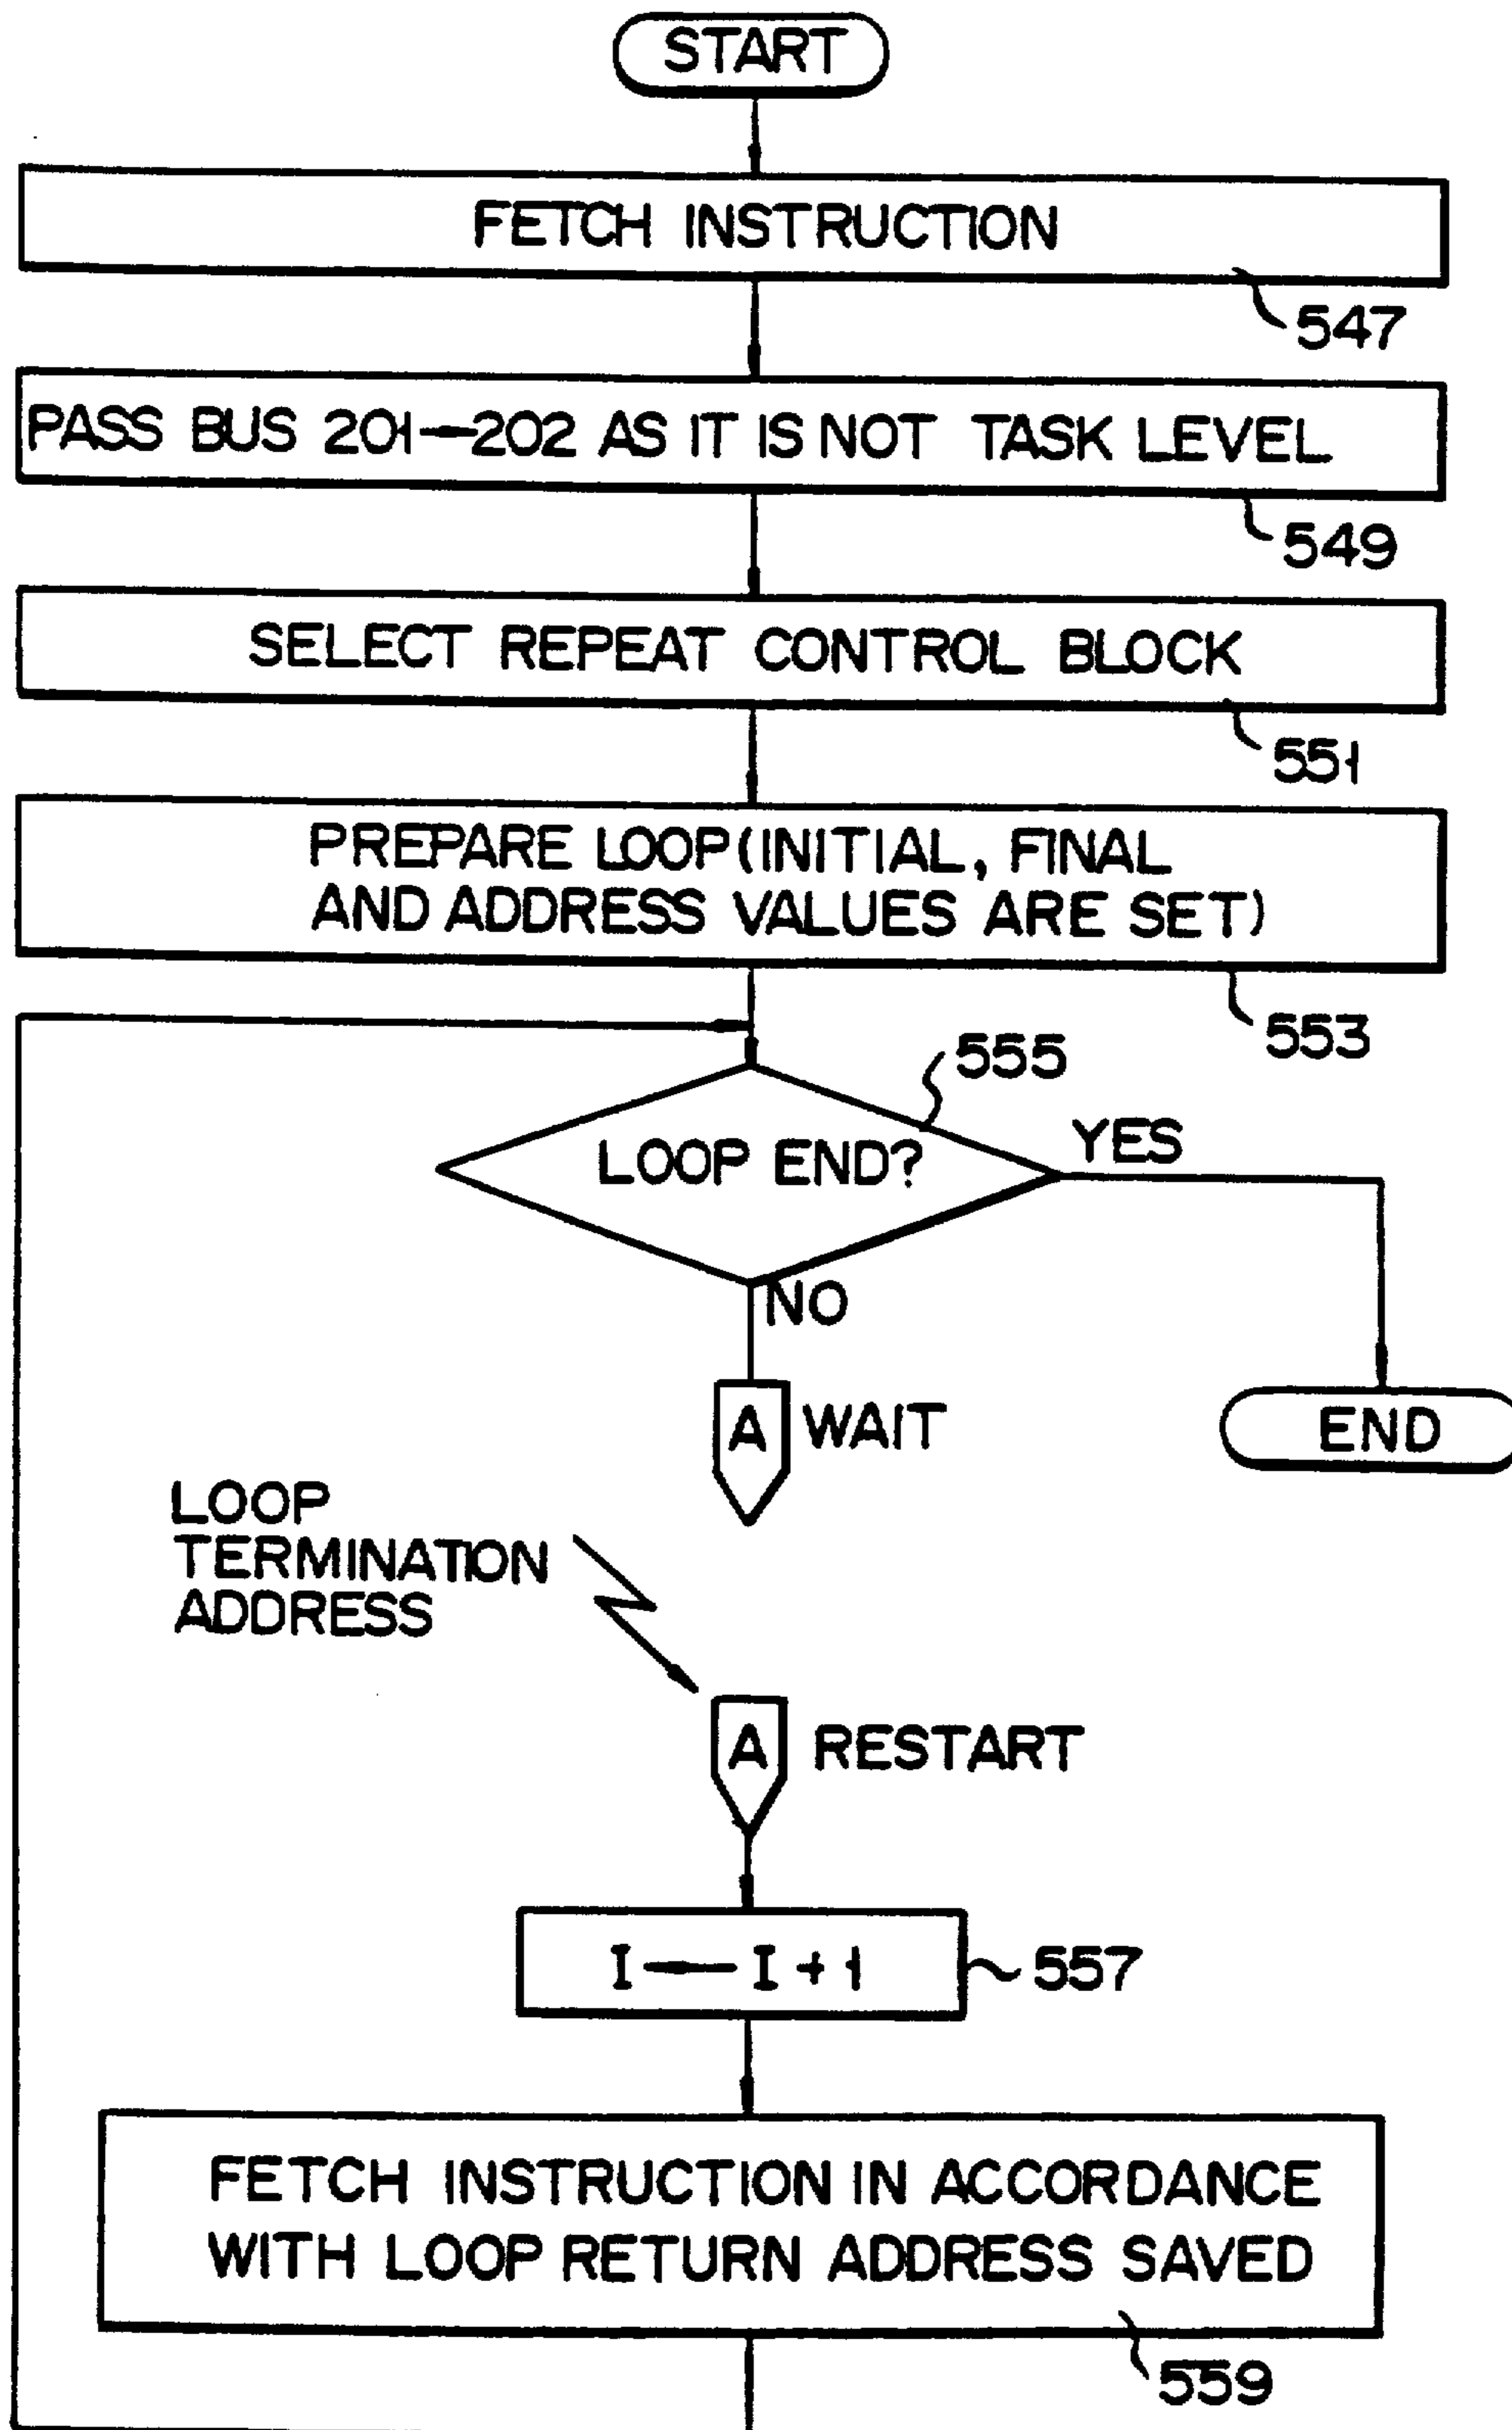 START
FETCH INSTRUCTION
547
PASS BUS 201—202 AS IT IS NOT TASK LEVEL
549
SELECT REPEAT CONTROL BLOCK
551
PREPARE LOOP(INITIAL, FINAL
AND ADDRESS VALUES ARE SET)
553
555
LOOP END?
YES
NO
A WAIT
END
LOOP
TERMINATION
ADDRESS
A RESTART
I ← I + 1
557
FETCH INSTRUCTION IN ACCORDANCE
WITH LOOP RETURN ADDRESS SAVED
559